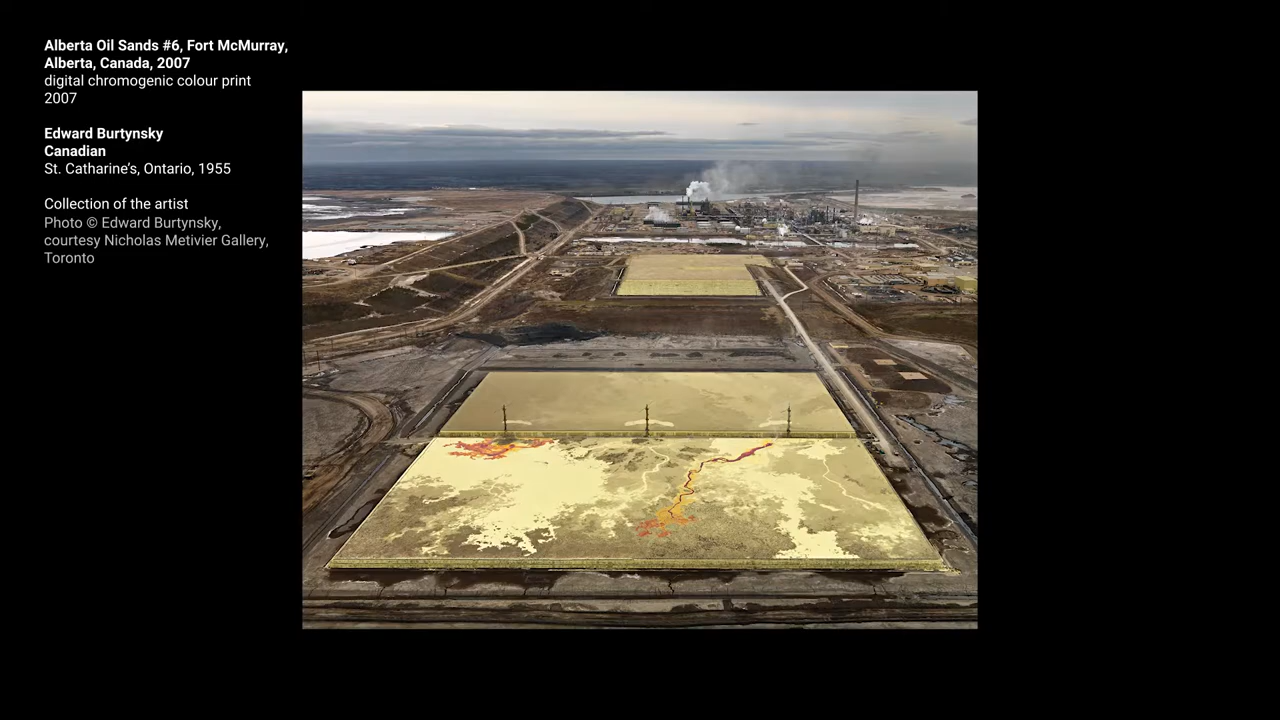 Alberta Oil Sands #6, Fort McMurray,
Alberta, Canada, 2007
digital chromogenic colour print
2007
Edward Burtynsky
Canadian
St. Catharine's, Ontario, 1955
Collection of the artist
Photo © Edward Burtynsky,
courtesy Nicholas Metivier Gallery,
Toronto